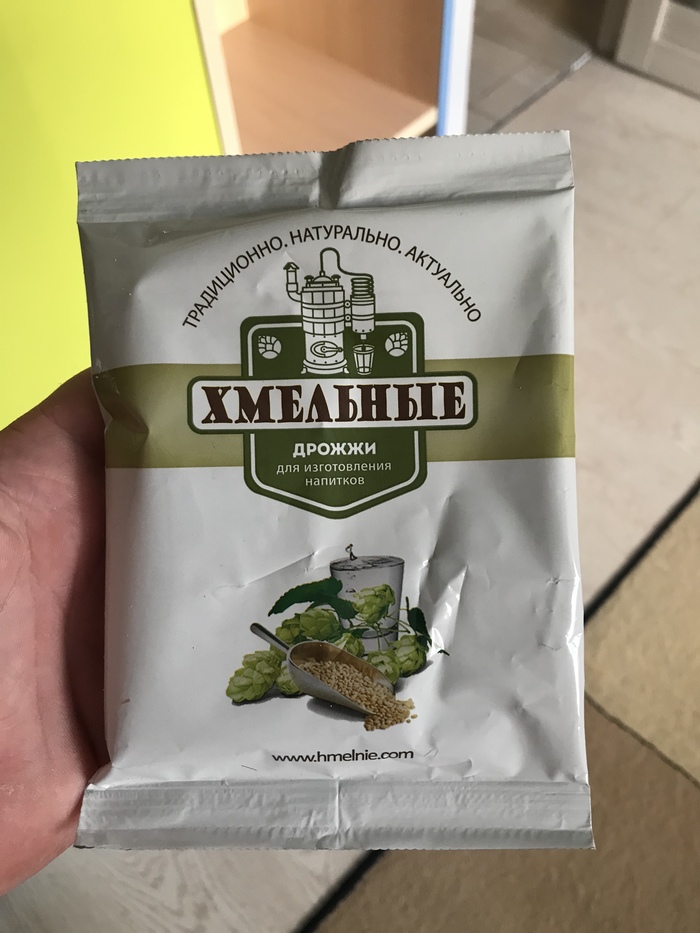 ТРАДИЦИОННО. НАТУРАЛЬНО. АКТУАЛЬНО
ХМЕЛЬНЫЕ
ДРОЖЖИ
для изготовления
напитков
www.hmelnie.com